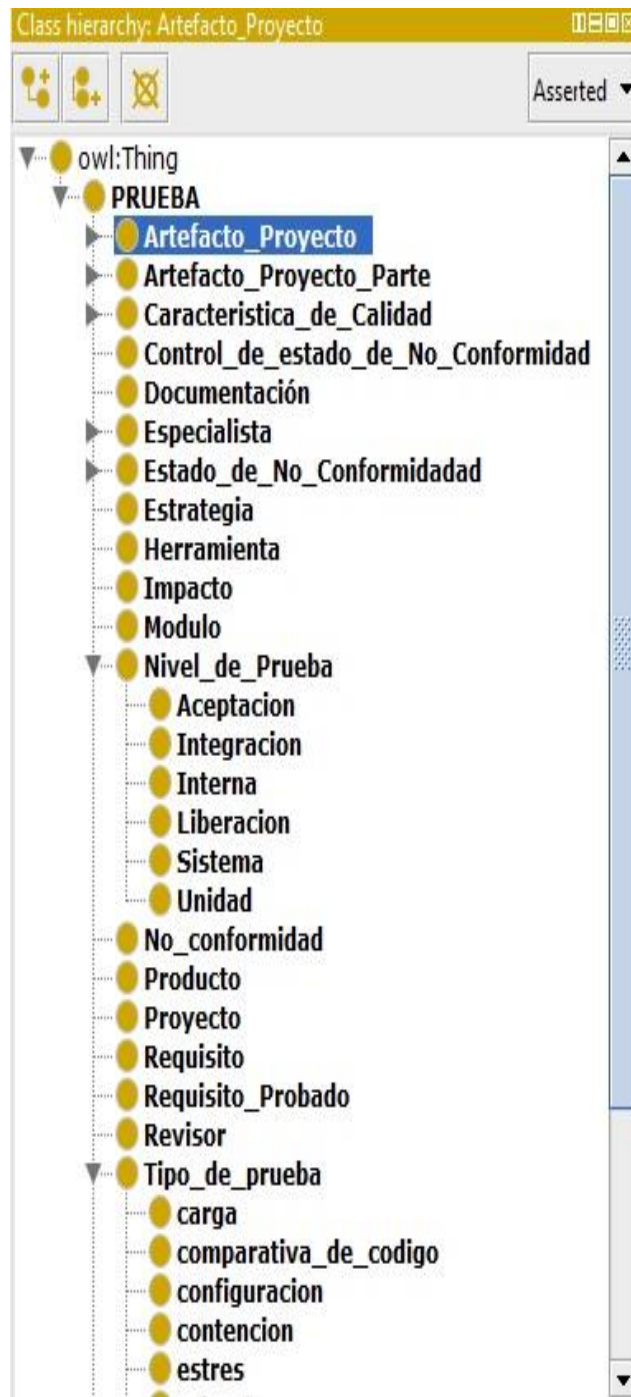 Class hierarchy: Artefacto_Proyecto
Asserted
owl:Thing
PRUEBA
Artefacto_Proyecto
Artefacto_Proyecto_Parte
Caracteristica_de_Calidad
Control_de_estado_de_No_Conformidad
Documentación
Especialista
Estado_de_No_Conformidadad
Estrategia
Herramienta
Impacto
Modulo
Nivel_de_Prueba
Aceptacion
Integracion
Interna
Liberacion
Sistema
Unidad
No_conformidad
Producto
Proyecto
Requisito
Requisito_Probado
Revisor
Tipo_de_prueba
carga
comparativa_de_codigo
configuracion
contencion
estres